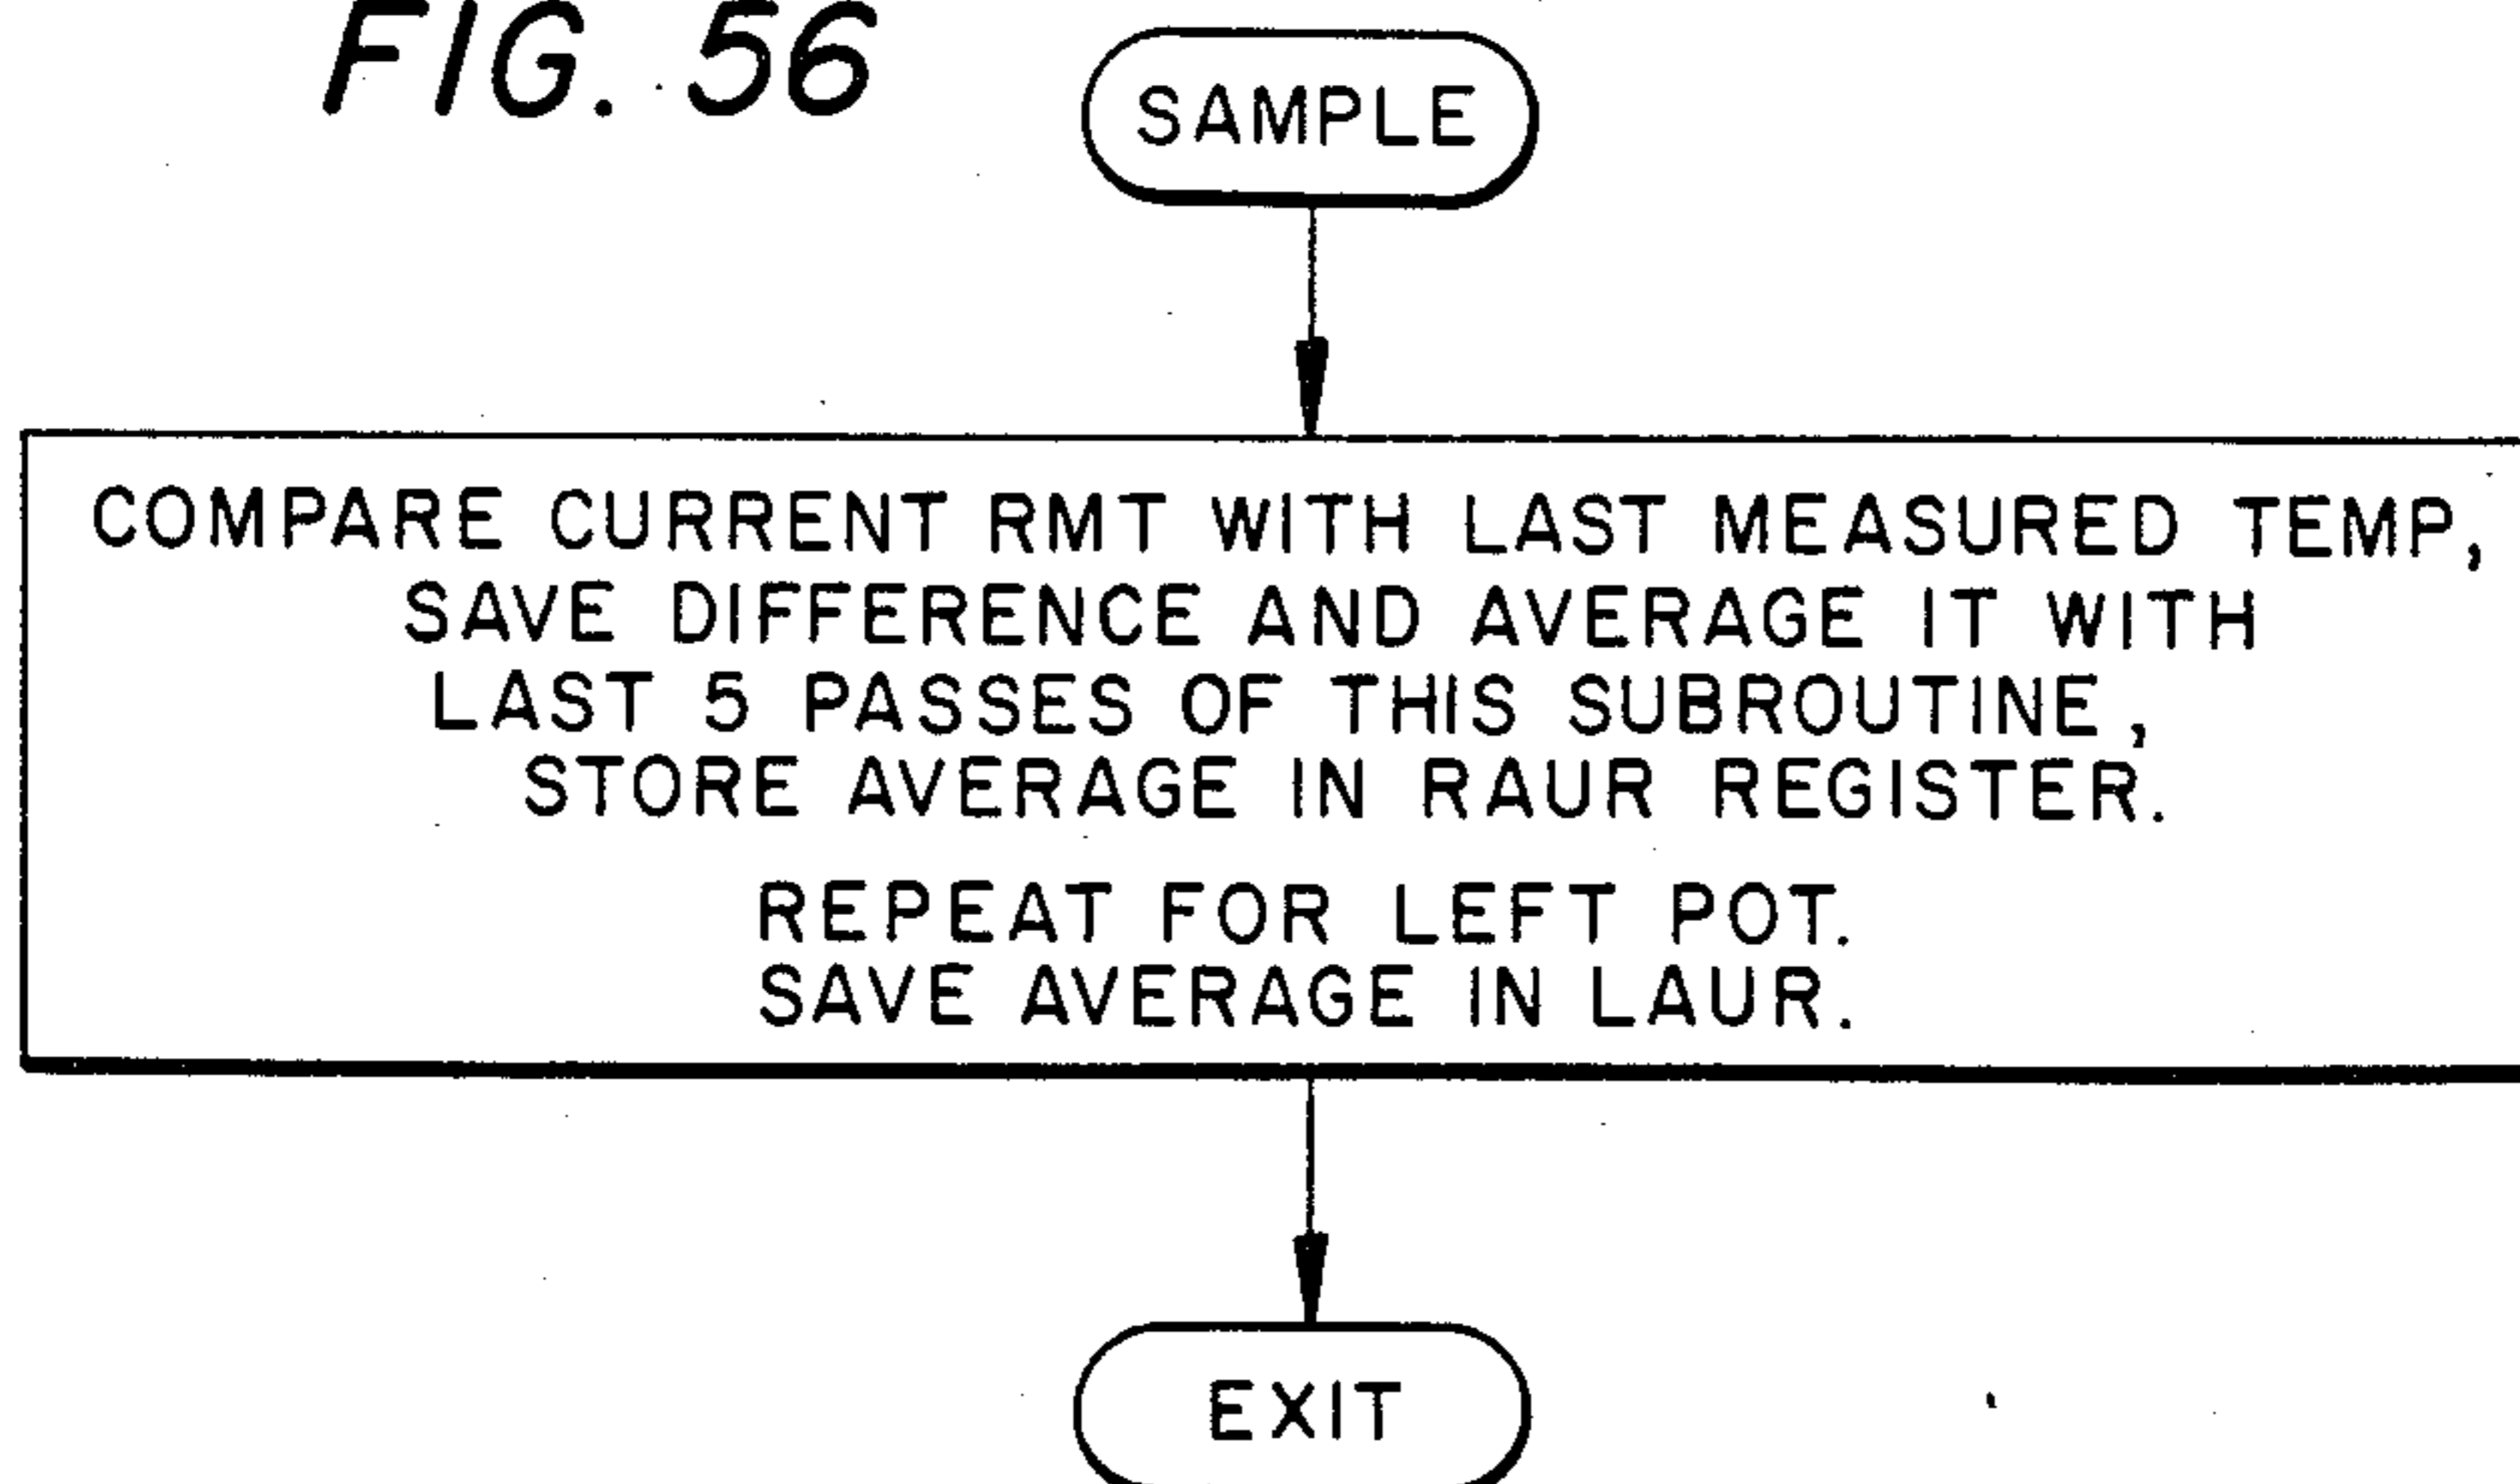 FIG. 56
SAMPLE
COMPARE CURRENT RMT WITH LAST MEASURED TEMP,
SAVE DIFFERENCE AND AVERAGE IT WITH
LAST 5 PASSES OF THIS SUBROUTINE,
STORE AVERAGE IN RAUR REGISTER.
REPEAT FOR LEFT POT.
SAVE AVERAGE IN LAUR.
EXIT